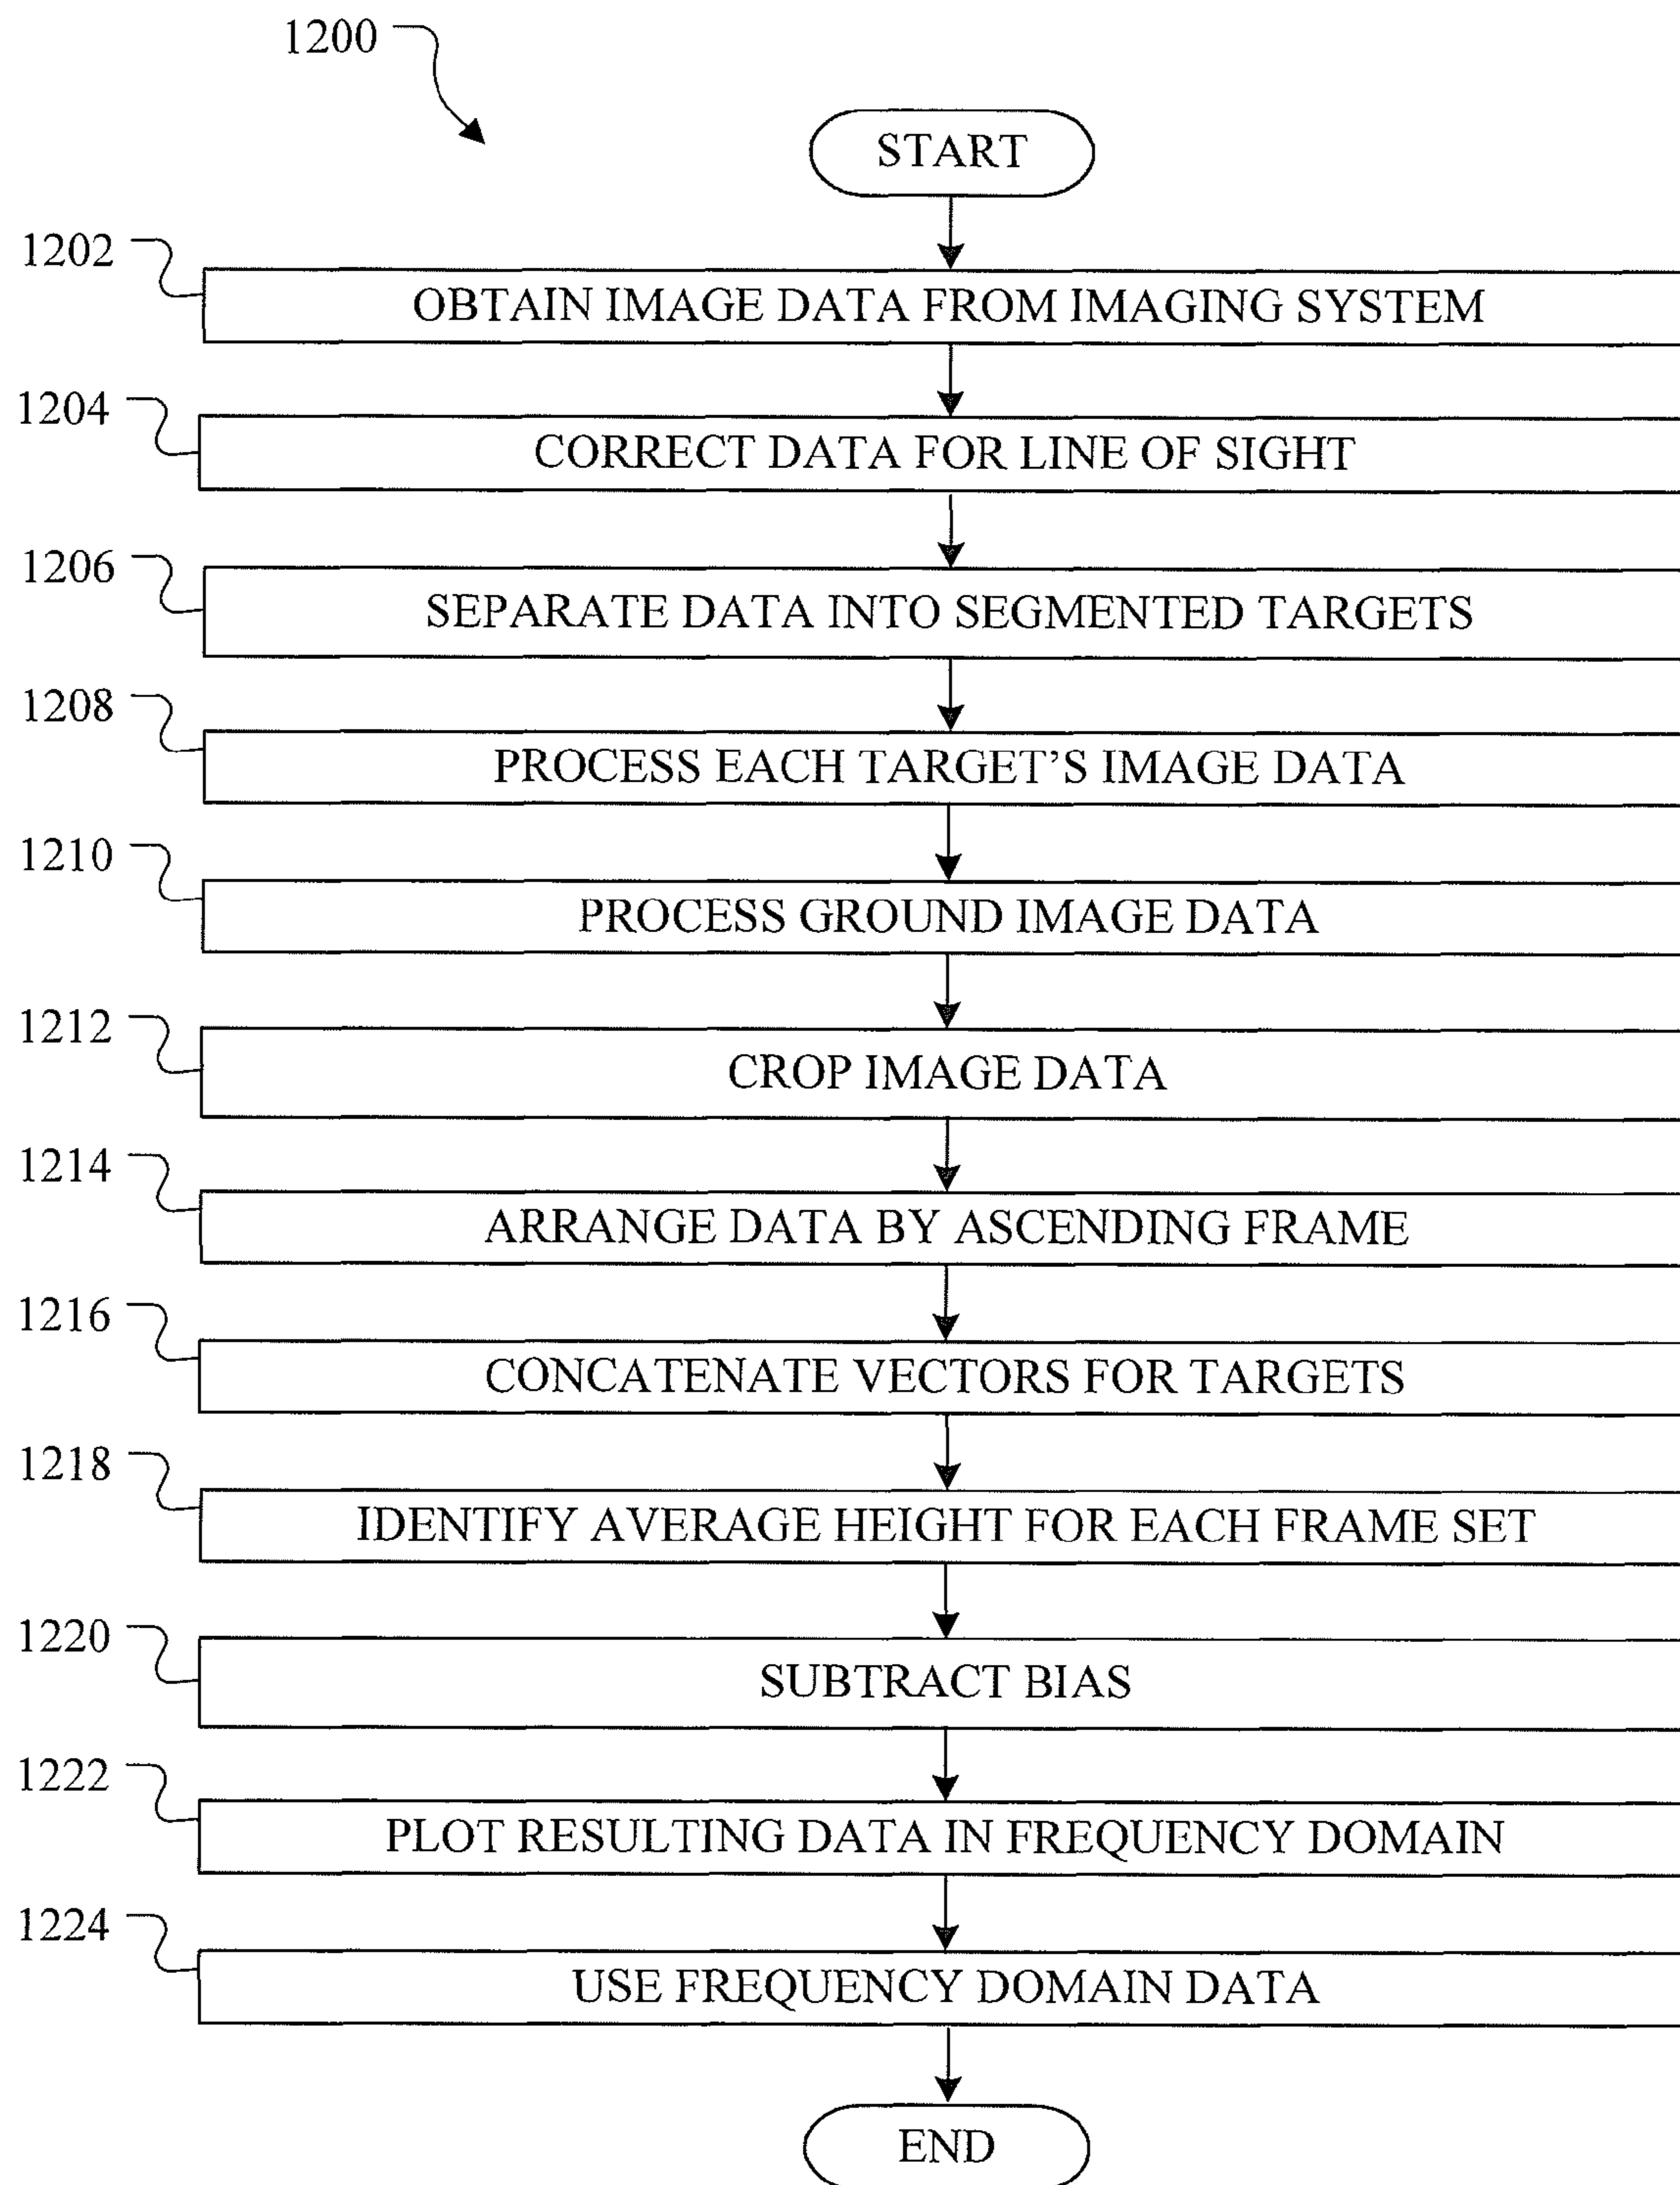 1200
START
1202
OBTAIN IMAGE DATA FROM IMAGING SYSTEM
1204
CORRECT DATA FOR LINE OF SIGHT
1206
SEPARATE DATA INTO SEGMENTED TARGETS
1208
PROCESS EACH TARGET’S IMAGE DATA
1210
PROCESS GROUND IMAGE DATA
1212
CROP IMAGE DATA
1214
ARRANGE DATA BY ASCENDING FRAME
1216
CONCATENATE VECTORS FOR TARGETS
1218
IDENTIFY AVERAGE HEIGHT FOR EACH FRAME SET
1220
SUBTRACT BIAS
1222
PLOT RESULTING DATA IN FREQUENCY DOMAIN
1224
USE FREQUENCY DOMAIN DATA
END